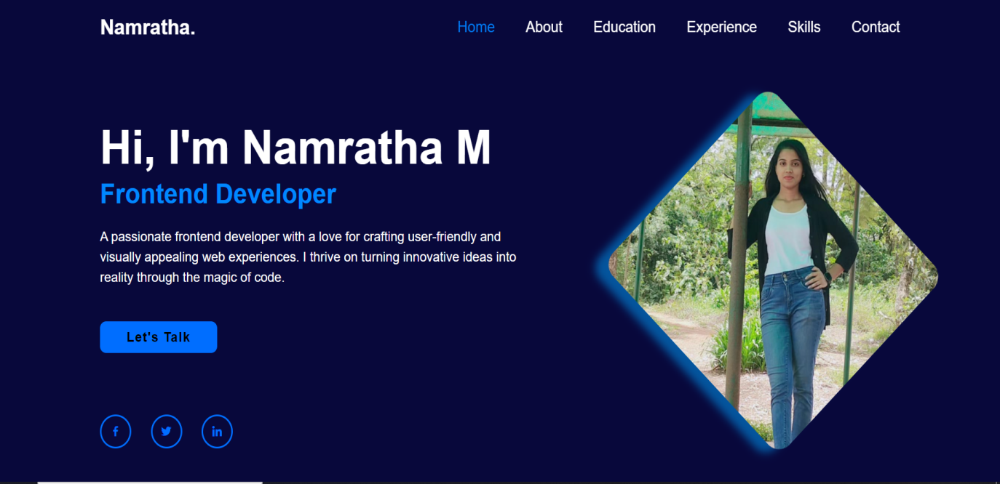 Namratha.
Home About Education Experience Skills Contact
Hi, I'm Namratha M
Frontend Developer
A passionate frontend developer with a love for crafting user-friendly and
visually appealing web experiences. I thrive on turning innovative ideas into
reality through the magic of code.
Let's Talk